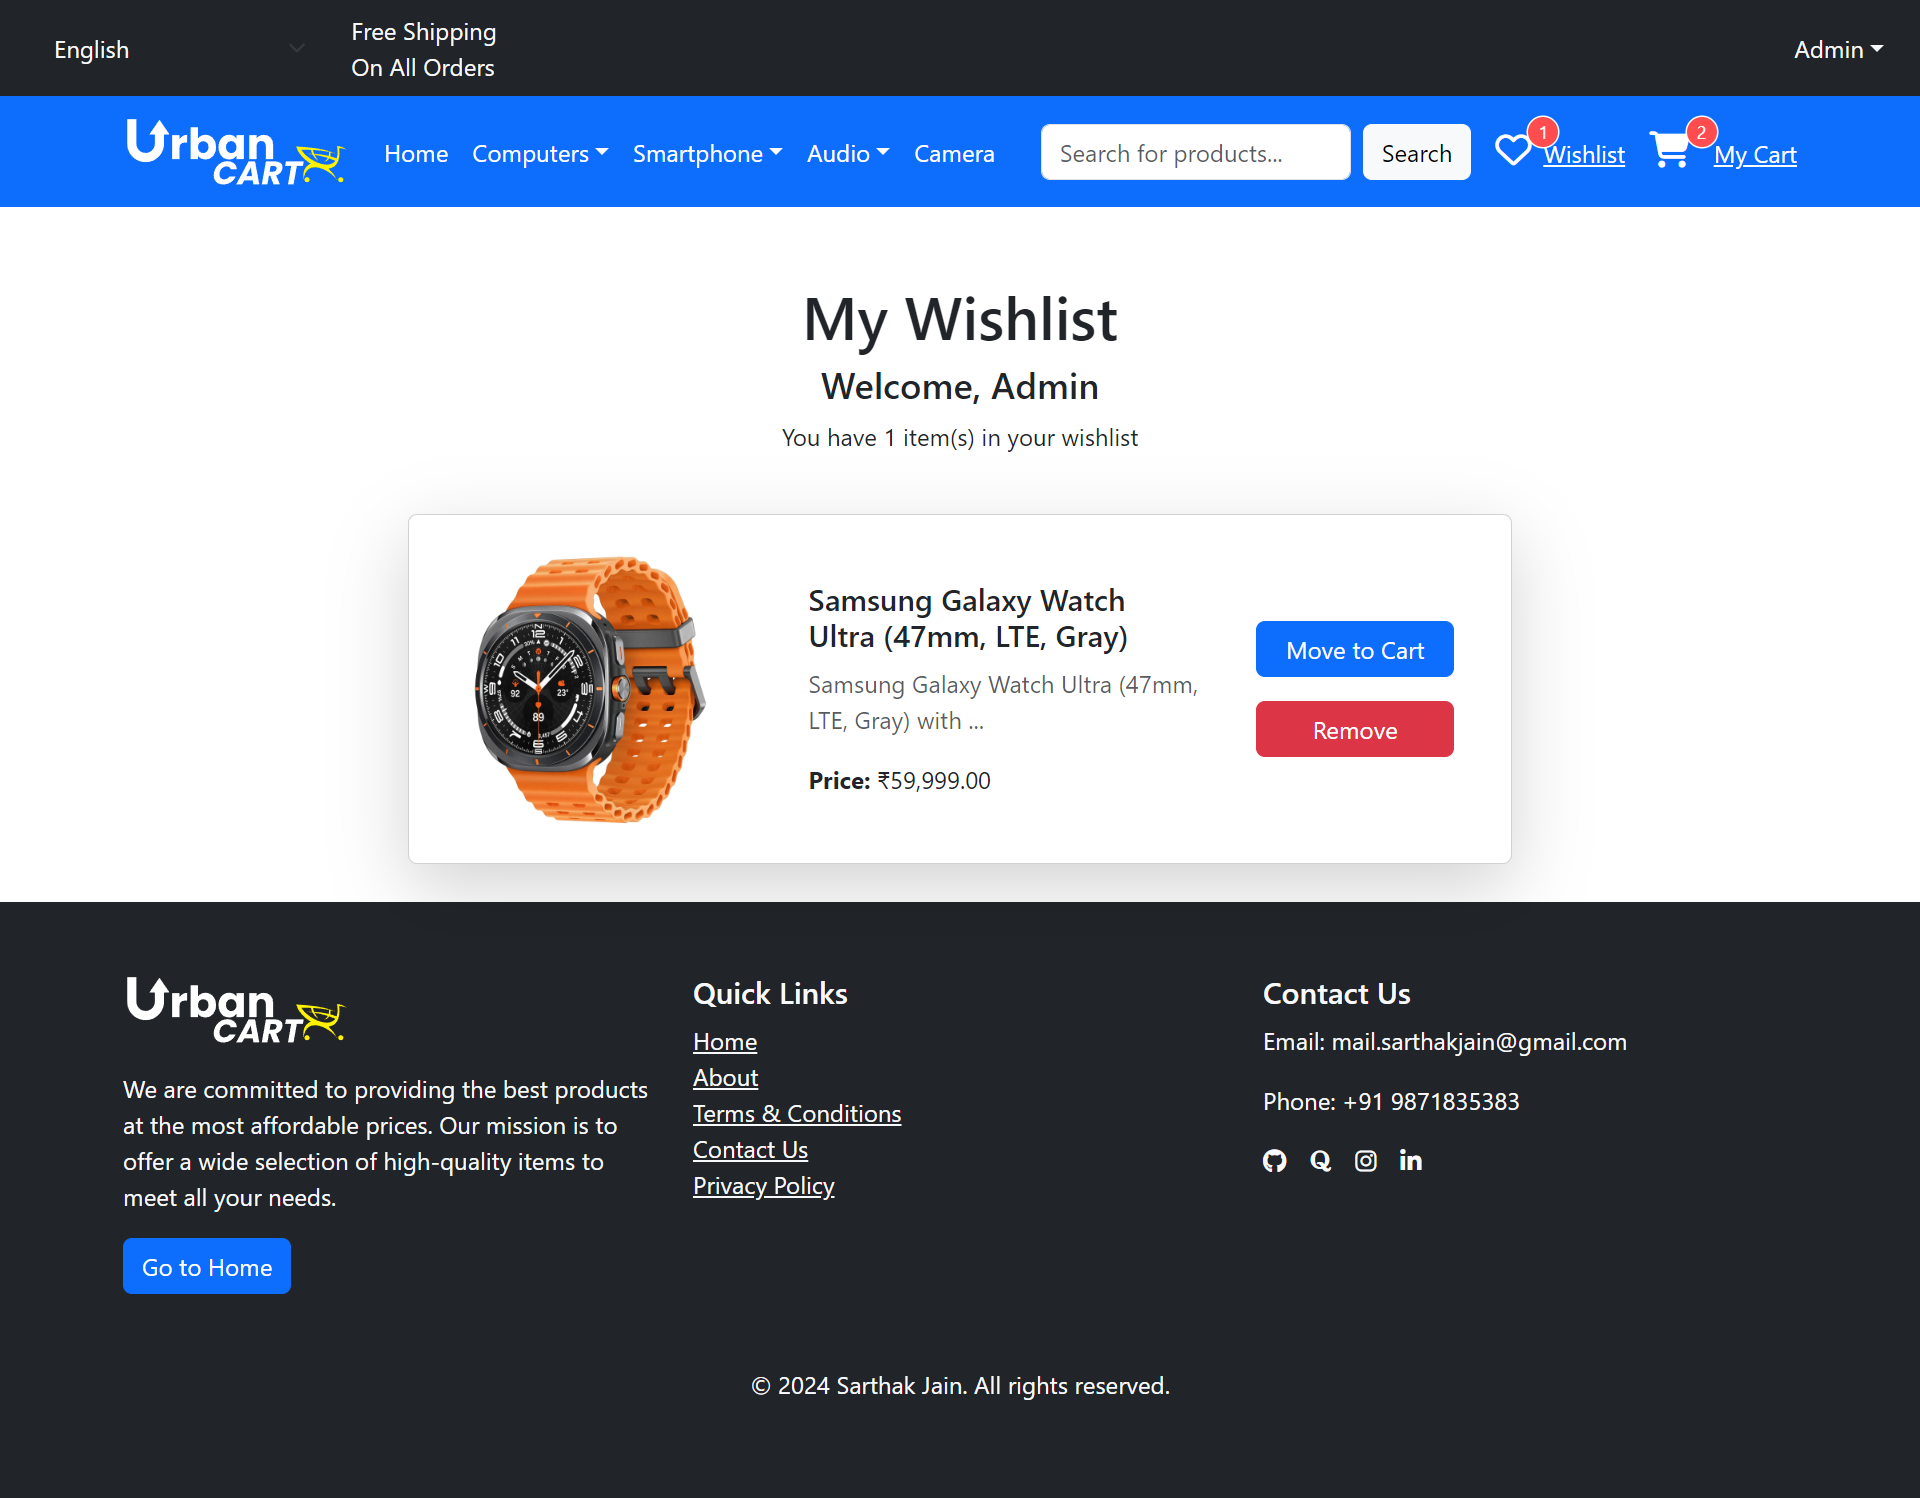 English
Free Shipping
On All Orders
Admin
Urban
CART
Home Computers Smartphone Audio Camera
Search for products...
Search
1
Wishlist
2
My Cart
My Wishlist
Welcome, Admin
You have 1 item(s) in your wishlist
Samsung Galaxy Watch
Ultra (47mm, LTE, Gray)
Samsung Galaxy Watch Ultra (47mm,
LTE, Gray) with ...
Price: ₹59,999.00
Move to Cart
Remove
Urban
CART
We are committed to providing the best products
at the most affordable prices. Our mission is to
offer a wide selection of high-quality items to
meet all your needs.
Go to Home
Quick Links
Home
About
Terms & Conditions
Contact Us
Privacy Policy
Contact Us
Email: mail.sarthakjain@gmail.com
Phone: +91 9871835383
© 2024 Sarthak Jain. All rights reserved.